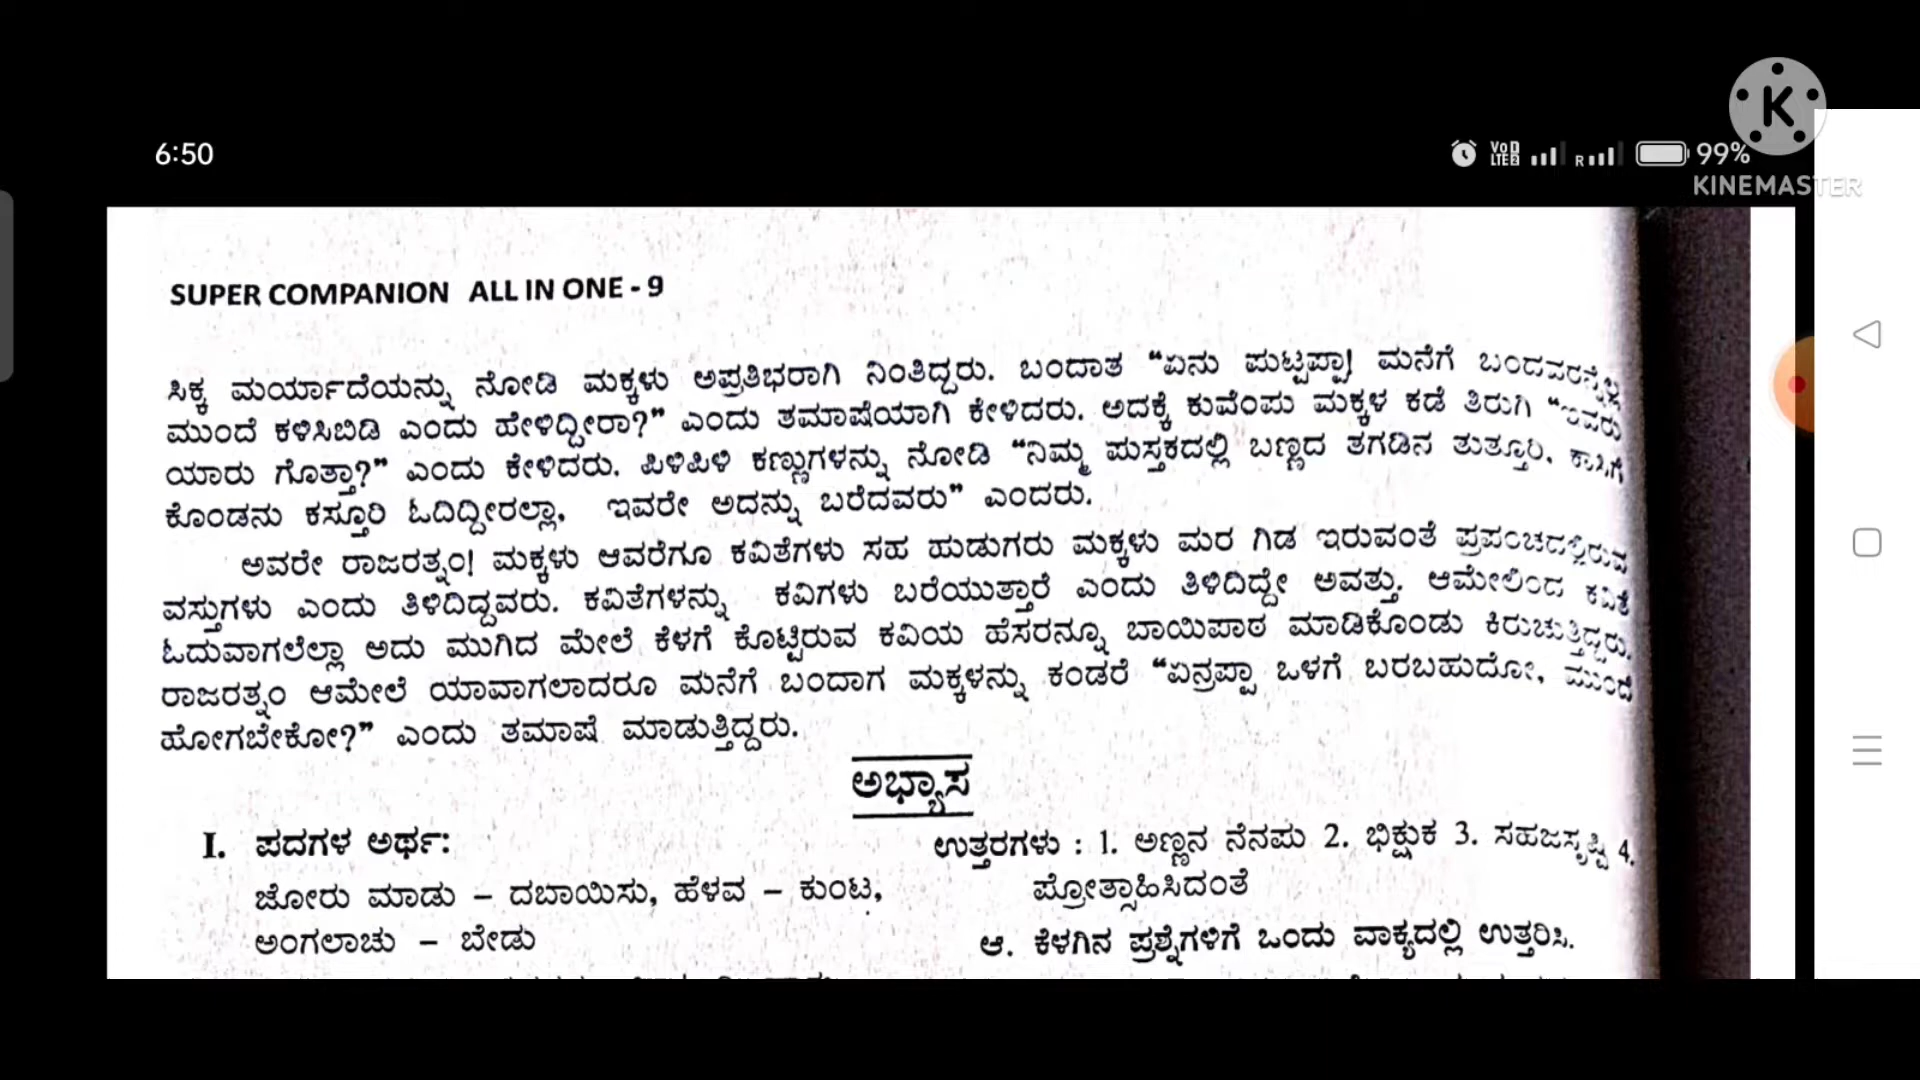 6:50
VoD
LTE2
R
99%
K
KINEMASTER
SUPER COMPANION ALL IN ONE - 9
ಸಿಕ್ಕ ಮರ್ಯಾದೆಯನ್ನು ನೋಡಿ ಮಕ್ಕಳು ಅಪ್ರತಿಭರಾಗಿ ನಿಂತಿದ್ದರು. ಬಂದಾತ “ಏನು ಪುಟ್ಟಪ್ಪಾ! ಮನೆಗೆ ಬಂದವರನ್ನೆಲ್ಲ
ಮುಂದೆ ಕಳಿಸಿಬಿಡಿ ಎಂದು ಹೇಳಿದ್ದೀರಾ?” ಎಂದು ತಮಾಷೆಯಾಗಿ ಕೇಳಿದರು. ಅದಕ್ಕೆ ಕುವೆಂಪು ಮಕ್ಕಳ ಕಡೆ ತಿರುಗಿ “ಇವರು
ಯಾರು ಗೊತ್ತಾ?” ಎಂದು ಕೇಳಿದರು. ಪಿಳಿಪಿಳಿ ಕಣ್ಣುಗಳನ್ನು ನೋಡಿ “ನಿಮ್ಮ ಪುಸ್ತಕದಲ್ಲಿ ಬಣ್ಣದ ತಗಡಿನ ತುತ್ತೂರಿ, ಕಾಸಿಗೆ
ಕೊಂಡನು ಕಸ್ತೂರಿ ಓದಿದ್ದೀರಲ್ಲಾ, ಇವರೇ ಅದನ್ನು ಬರೆದವರು” ಎಂದರು.
ಅವರೇ ರಾಜರತ್ನಂ! ಮಕ್ಕಳು ಆವರೆಗೂ ಕವಿತೆಗಳು ಸಹ ಹುಡುಗರು ಮಕ್ಕಳು ಮರ ಗಿಡ ಇರುವಂತೆ ಪ್ರಪಂಚದಲ್ಲಿರುವ
ವಸ್ತುಗಳು ಎಂದು ತಿಳಿದಿದ್ದವರು. ಕವಿತೆಗಳನ್ನು ಕವಿಗಳು ಬರೆಯುತ್ತಾರೆ ಎಂದು ತಿಳಿದಿದ್ದೇ ಅವತ್ತು. ಆಮೇಲಿಂದ ಕವಿತೆ
ಓದುವಾಗಲೆಲ್ಲಾ ಅದು ಮುಗಿದ ಮೇಲೆ ಕೆಳಗೆ ಕೊಟ್ಟಿರುವ ಕವಿಯ ಹೆಸರನ್ನೂ ಬಾಯಿಪಾಠ ಮಾಡಿಕೊಂಡು ಕಿರುಚುತ್ತಿದ್ದರು.
ರಾಜರತ್ನಂ ಆಮೇಲೆ ಯಾವಾಗಲಾದರೂ ಮನೆಗೆ ಬಂದಾಗ ಮಕ್ಕಳನ್ನು ಕಂಡರೆ “ಏನ್ರಪ್ಪಾ ಒಳಗೆ ಬರಬಹುದೋ, ಮುಂದೆ
ಹೋಗಬೇಕೋ?” ಎಂದು ತಮಾಷೆ ಮಾಡುತ್ತಿದ್ದರು.
ಅಭ್ಯಾಸ
I. ಪದಗಳ ಅರ್ಥ:
ಜೋರು ಮಾಡು – ದಬಾಯಿಸು, ಹೆಳವ – ಕುಂಟ,
ಅಂಗಲಾಚು – ಬೇಡು
ಉತ್ತರಗಳು : 1. ಅಣ್ಣನ ನೆನಪು 2. ಭಿಕ್ಷುಕ 3. ಸಹಜಸೃಷ್ಟಿ 4.
ಪ್ರೋತ್ಸಾಹಿಸಿದಂತೆ
ಆ. ಕೆಳಗಿನ ಪ್ರಶ್ನೆಗಳಿಗೆ ಒಂದು ವಾಕ್ಯದಲ್ಲಿ ಉತ್ತರಿಸಿ.